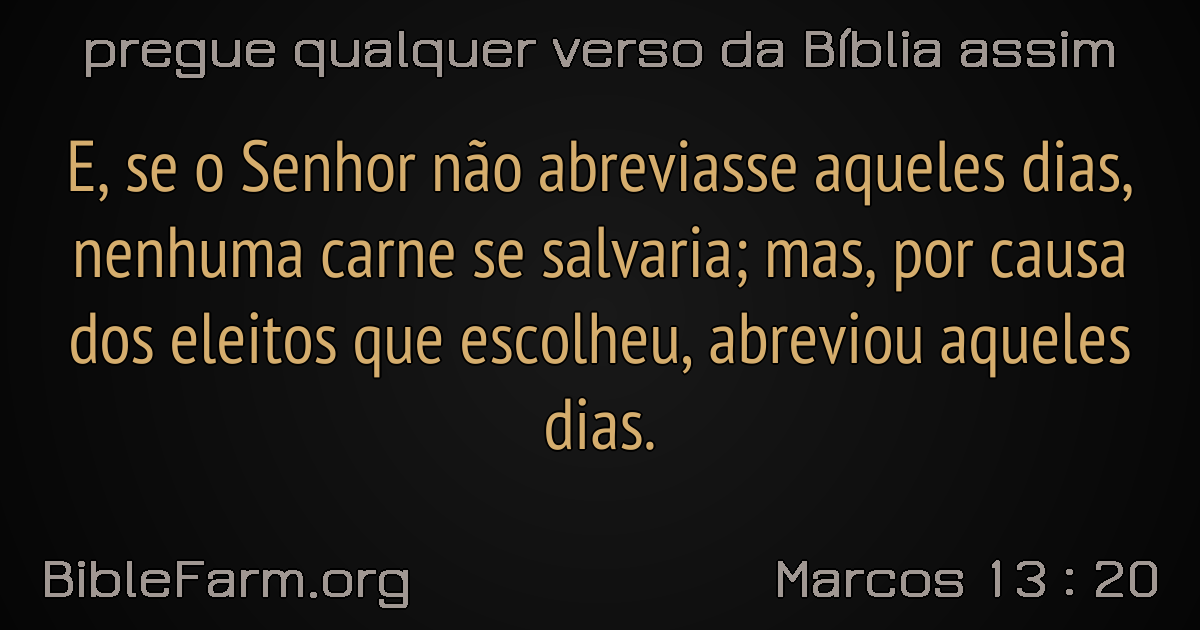 pregue qualquer verso da Bíblia assim
E, se o Senhor não abreviasse aqueles dias,
nenhuma carne se salvaria; mas, por causa
dos eleitos que escolheu, abreviou aqueles
dias.
BibleFarm.org
Marcos 13 : 20